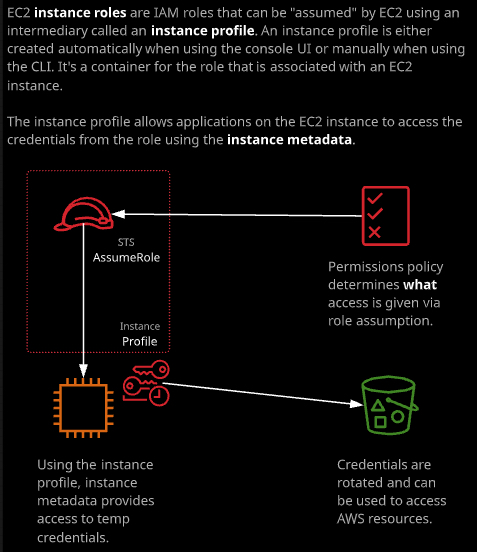 EC2 instance roles are IAM roles that can be "assumed" by EC2 using an
intermediary called an instance profile. An instance profile is either
created automatically when using the console UI or manually when using
the CLI. It's a container for the role that is associated with an EC2
instance.
The instance profile allows applications on the EC2 instance to access the
credentials from the role using the instance metadata.
STS
AssumeRole
Permissions policy
determines what
access is given via
role assumption.
Instance
Profile
Using the instance
profile, instance
metadata provides
access to temp
credentials.
Credentials are
rotated and can
be used to access
AWS resources.